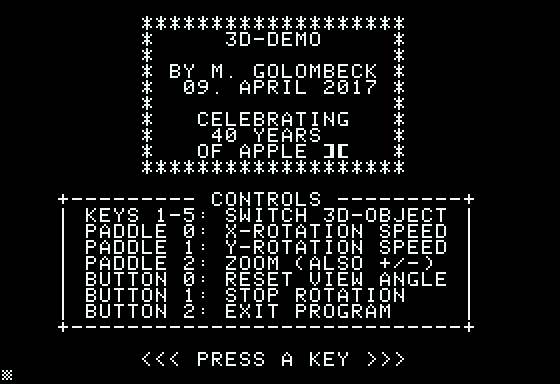 *******************
* 3D-DEMO *
* *
* BY M. GOLOMBECK *
* 09. APRIL 2017 *
* *
* CELEBRATING *
* 40 YEARS *
* OF APPLE ][ *
*******************
+---------- CONTROLS ----------+
| KEYS 1-5: SWITCH 3D-OBJECT |
| PADDLE 0: X-ROTATION SPEED |
| PADDLE 1: Y-ROTATION SPEED |
| PADDLE 2: ZOOM (ALSO +/-) |
| BUTTON 0: RESET VIEW ANGLE |
| BUTTON 1: STOP ROTATION |
| BUTTON 2: EXIT PROGRAM |
+----------------------------+
<<< PRESS A KEY >>>